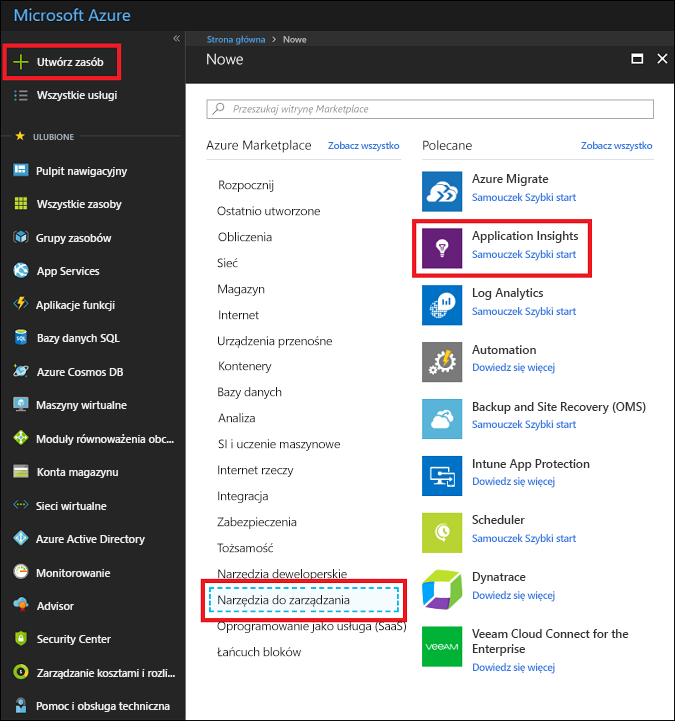 Microsoft Azure
Utwórz zasób
Wszystkie usługi
ULUBIONE
Pulpit nawigacyjny
Wszystkie zasoby
Grupy zasobów
App Services
Aplikacje funkcji
Bazy danych SQL
Azure Cosmos DB
Maszyny wirtualne
Moduły równoważenia obc...
Konta magazynu
Sieci wirtualne
Azure Active Directory
Monitorowanie
Advisor
Security Center
Zarządzanie kosztami i rozli...
Pomoc i obsługa techniczna
Strona główna > Nowe
Nowe
Przeszukaj witrynę Marketplace
Azure Marketplace Zobacz wszystko
Rozpocznij
Ostatnio utworzone
Obliczenia
Sieć
Magazyn
Internet
Urządzenia przenośne
Kontenery
Bazy danych
Analiza
SI i uczenie maszynowe
Internet rzeczy
Integracja
Zabezpieczenia
Tożsamość
Narzędzia deweloperskie
Narzędzia do zarządzania
Oprogramowanie jako usługa (SaaS)
Łańcuch bloków
Polecane Zobacz wszystko
Azure Migrate
Samouczek Szybki start
Application Insights
Samouczek Szybki start
Log Analytics
Samouczek Szybki start
Automation
Dowiedz się więcej
Backup and Site Recovery (OMS)
Samouczek Szybki start
Intune App Protection
Dowiedz się więcej
Scheduler
Samouczek Szybki start
Dynatrace
Dowiedz się więcej
VEEAM
Veeam Cloud Connect for the
Enterprise
Dowiedz się więcej